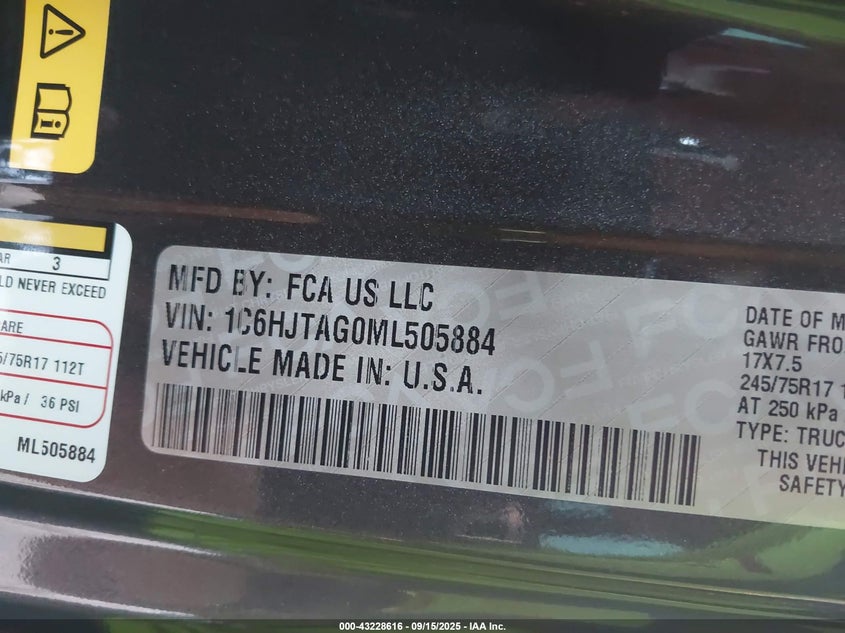 AR 3
LD NEVER EXCEED
ARE
5/75R17 112T
kPa / 36 PSI
ML505884
MFD BY: FCA US LLC
VIN: 1C6HJTAG0ML505884
VEHICLE MADE IN: U.S.A.
DATE OF M
GAWR FRO
17X7.5
245/75R17 1
AT 250 kPa
TYPE: TRUC
THIS VEHI
SAFETY
000-43228616 - 09/15/2025 - IAA Inc.